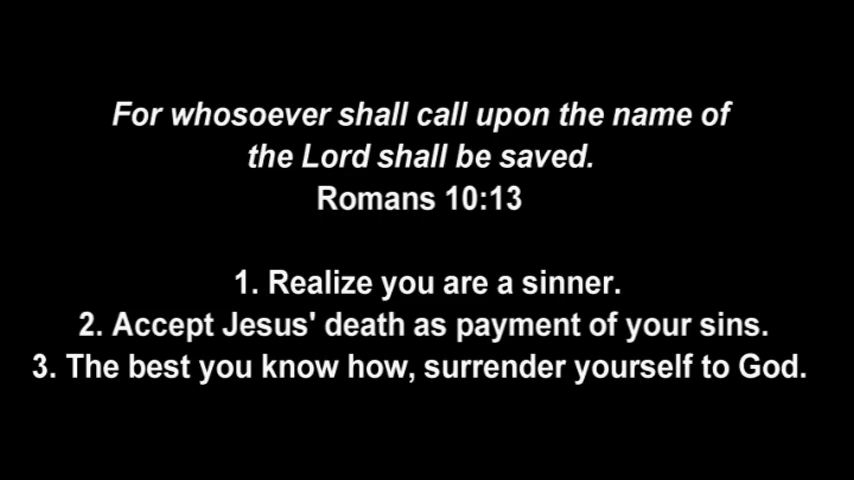 For whosoever shall call upon the name of
the Lord shall be saved.
Romans 10:13
1. Realize you are a sinner.
2. Accept Jesus' death as payment of your sins.
3. The best you know how, surrender yourself to God.